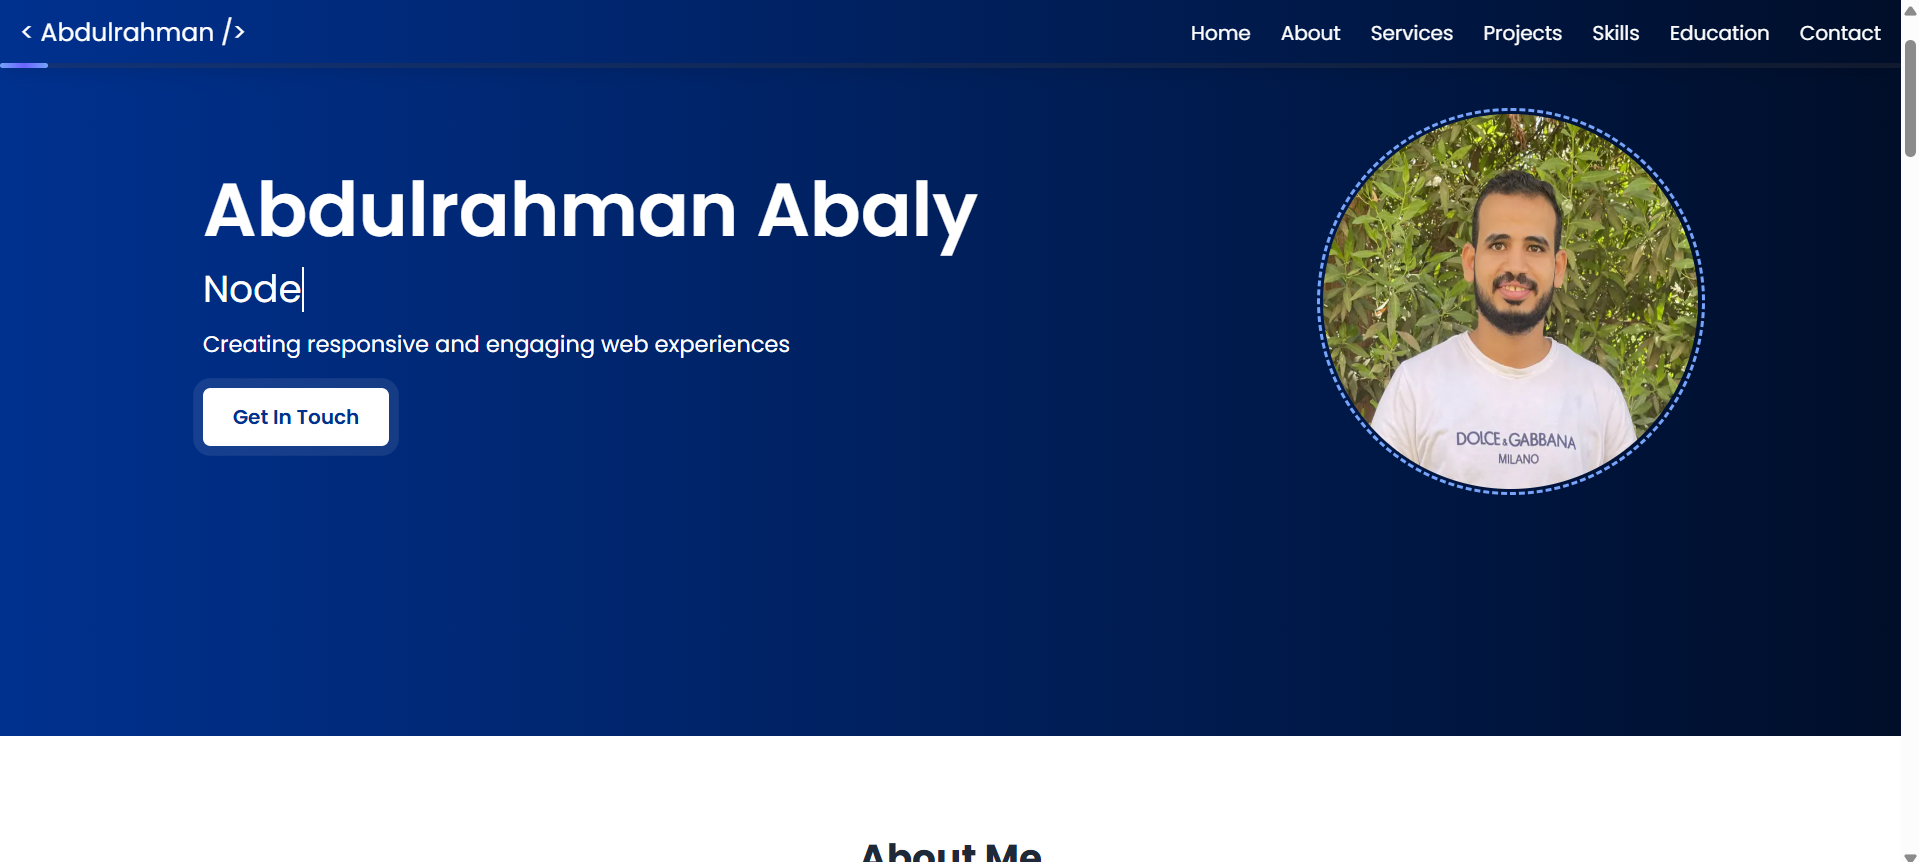 < Abdulrahman />
Home About Services Projects Skills Education Contact
Abdulrahman Abaly
Node
Creating responsive and engaging web experiences
Get In Touch
DOLCE & GABBANA
MILANO
About Me